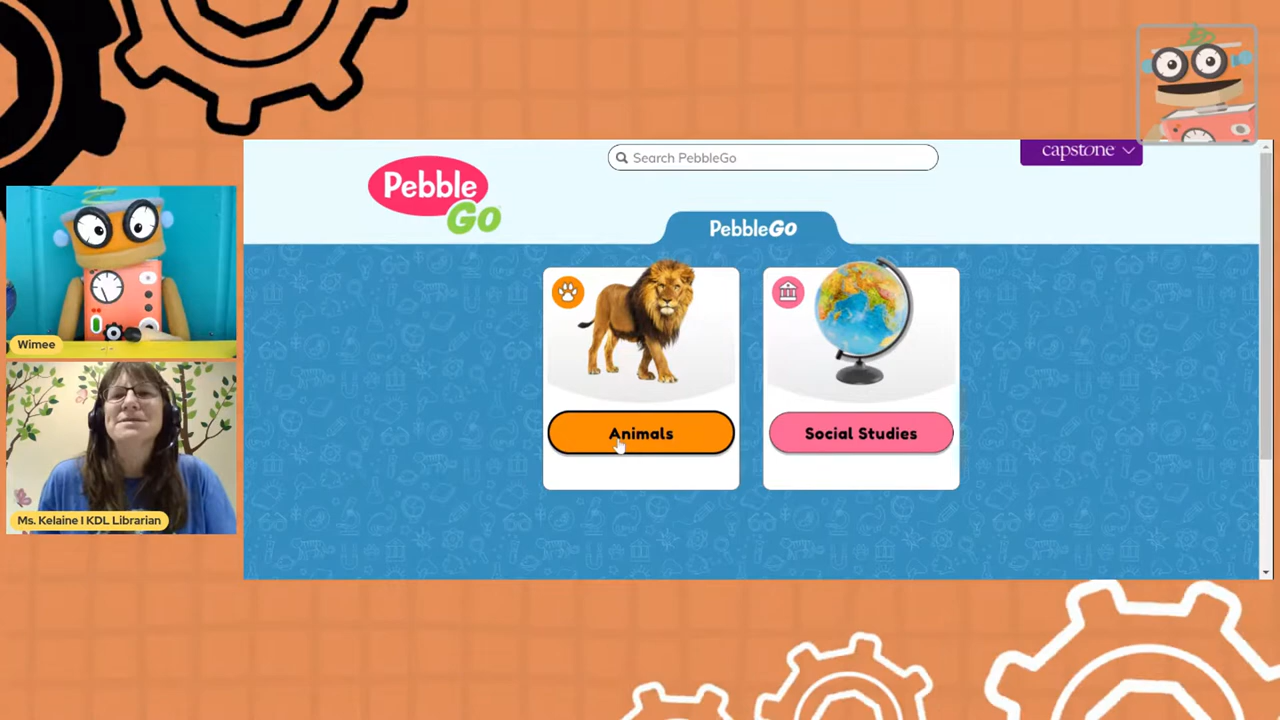 Search PebbleGo
capstone
Pebble
Go
PebbleGo
Animals
Social Studies
Wimee
Ms. Kelaine I KDL Librarian